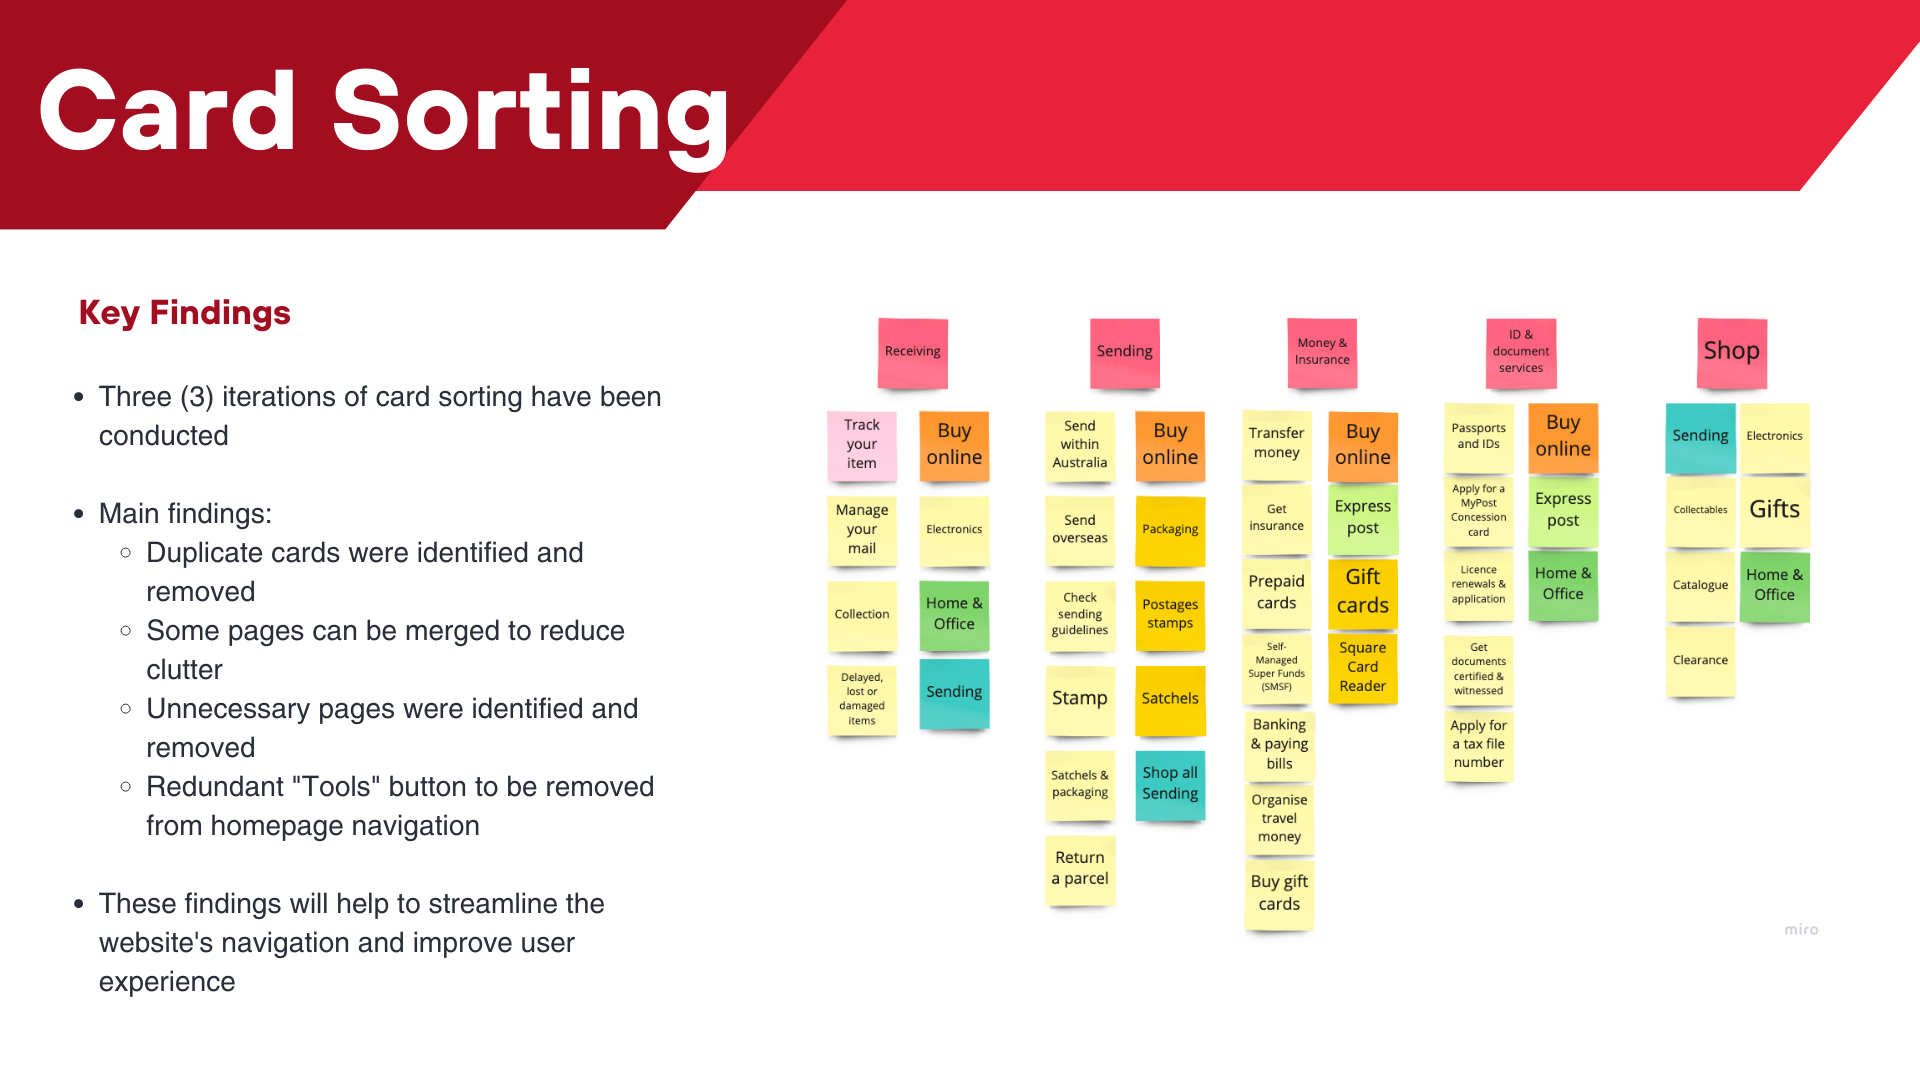 Card Sorting
Key Findings
• Three (3) iterations of card sorting have been
conducted
• Main findings:
○ Duplicate cards were identified and
removed
○ Some pages can be merged to reduce
clutter
○ Unnecessary pages were identified and
removed
○ Redundant "Tools" button to be removed
from homepage navigation
• These findings will help to streamline the
website's navigation and improve user
experience
Receiving
Track
your
item
Manage
your
mail
Collection
Delayed,
lost or
damaged
items
Buy
online
Electronics
Home &
Office
Sending
Sending
Send
within
Australia
Send
overseas
Check
sending
guidelines
Stamp
Satchels &
packaging
Return
a parcel
Buy
online
Packaging
Postages
stamps
Satchels
Shop all
Sending
Money &
Insurance
Transfer
money
Get
insurance
Prepaid
cards
Self-
Managed
Super Funds
(SMSF)
Banking
& paying
bills
Organise
travel
money
Buy gift
cards
Buy
online
Express
post
Gift
cards
Square
Card
Reader
ID &
document
services
Passports
and IDs
Apply for a
MyPost
Concession
card
Licence
renewals &
application
Get
documents
certified &
witnessed
Apply for
a tax file
number
Buy
online
Express
post
Home &
Office
Shop
Sending
Collectables
Catalogue
Clearance
Electronics
Gifts
Home &
Office
miro